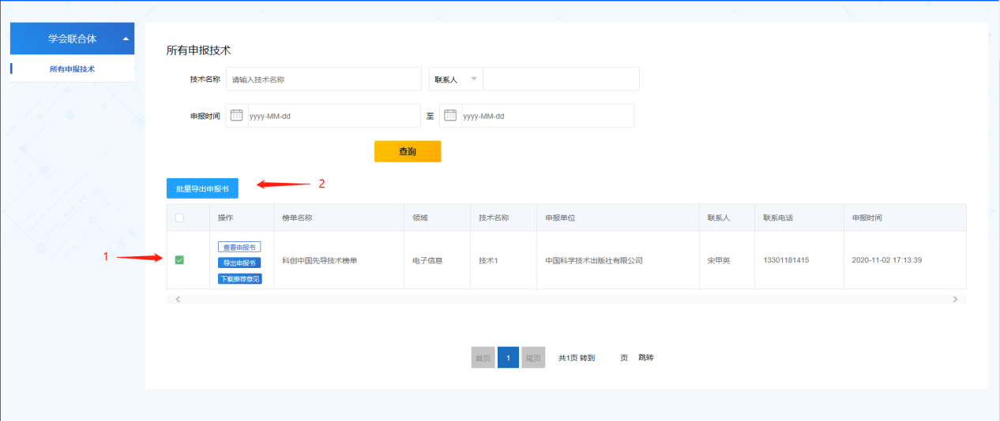 学会联合体
所有申报技术
所有申报技术
技术名称 请输入技术名称 联系人
申报时间 yyyy-MM-dd 至 yyyy-MM-dd
查询
批量导出申报书 2
操作 榜单名称 领域 技术名称 申报单位 联系人 联系电话 申报时间
查看申报书
1 导出申报书 科创中国先导技术榜单 电子信息 技术1 中国科学技术出版社有限公司 宋甲英 13301181415 2020-11-02 17:13:39
下载推荐意见
首页 1 尾页 共1页 转到 页 跳转